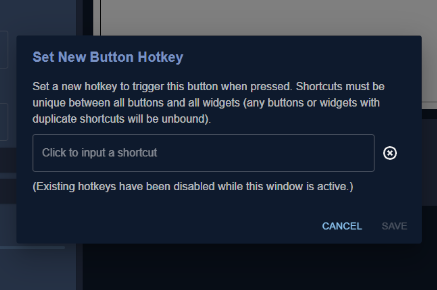 Set New Button Hotkey
Set a new hotkey to trigger this button when pressed. Shortcuts must be
unique between all buttons and all widgets (any buttons or widgets with
duplicate shortcuts will be unbound).
Click to input a shortcut
(Existing hotkeys have been disabled while this window is active.)
CANCEL SAVE